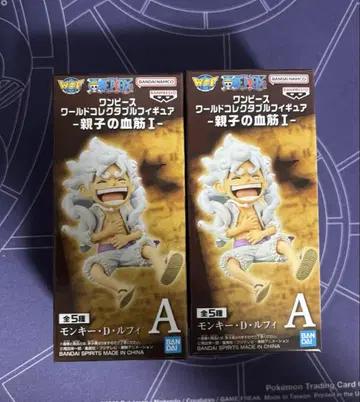 ONE PIECE
BANDAI NAMCO
BANPRESTO
ワンピース
ワールドコレクタブルフィギュア
-親子の血筋Ⅰ-
全5種
モンキー・D・ルフィ
A
BANDAI SPIRITS MADE IN CHINA
BANDAI
ONE PIECE
BANDAI NAMCO
BANPRESTO
ワンピース
ワールドコレクタブルフィギュア
-親子の血筋Ⅰ-
全5種
モンキー・D・ルフィ
A
BANDAI SPIRITS MADE IN CHINA
BANDAI
Pokémon Trading Card G